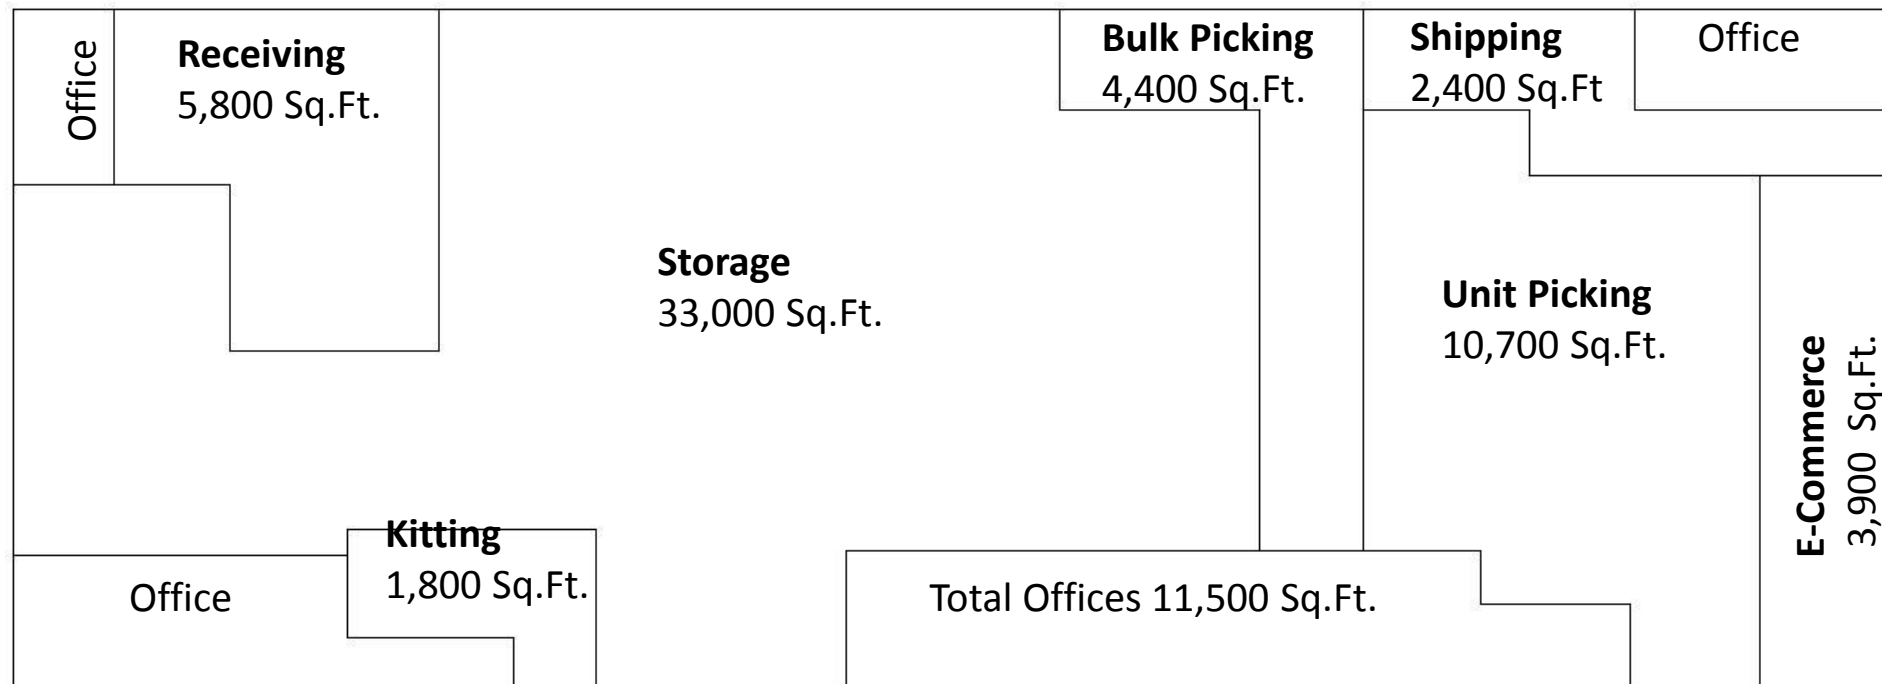 Office
Receiving
5,800 Sq.Ft.
Bulk Picking
4,400 Sq.Ft.
Shipping
2,400 Sq.Ft
Office
Storage
33,000 Sq.Ft.
Unit Picking
10,700 Sq.Ft.
E-Commerce
3,900 Sq.Ft.
Kitting
1,800 Sq.Ft.
Office
Total Offices 11,500 Sq.Ft.